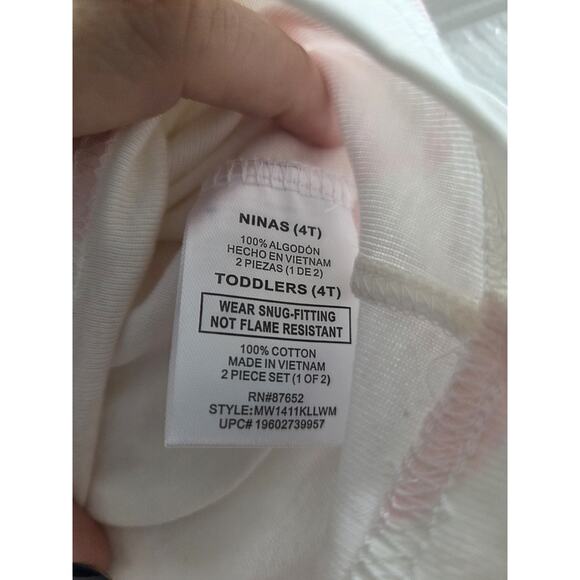 NINAS (4T)
100% ALGODÓN
HECHO EN VIETNAM
2 PIEZAS (1 DE 2)
TODDLERS (4T)
WEAR SNUG-FITTING
NOT FLAME RESISTANT
100% COTTON
MADE IN VIETNAM
2 PIECE SET (1 OF 2)
RN#87652
STYLE:MW1411KLLWM
UPC# 19602739957